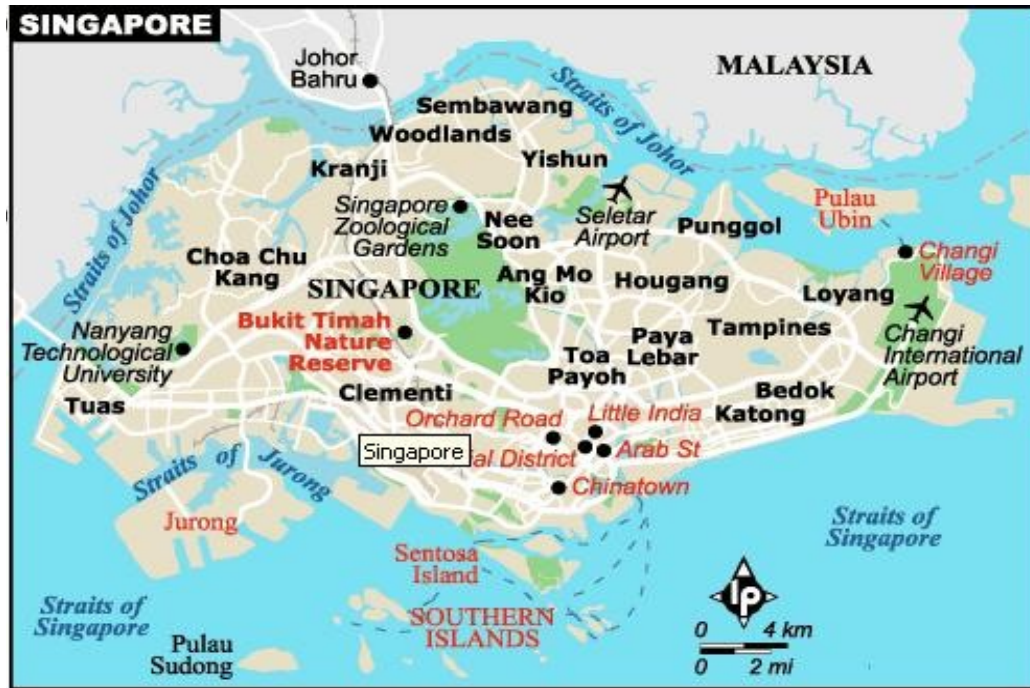 SINGAPORE
Johor
Bahru
MALAYSIA
Sembawang
Woodlands
Straits of Johor
Yishun
Kranji
Pulau
Ubin
Singapore
Zoological
Gardens
Nee
Soon
Seletar
Airport
Punggol
Straits of Johor
Choa Chu
Kang
Changi
Village
SINGAPORE
Ang Mo
Kio
Hougang
Loyang
Bukit Timah
Nature
Reserve
Nanyang
Technological
University
Paya
Lebar
Tampines
Changi
International
Airport
Toa
Payoh
Tuas
Clementi
Bedok
Katong
Orchard Road
Little India
Singapore
District
Arab St
Straits of Jurong
Chinatown
Jurong
Straits of
Singapore
Sentosa
Island
SOUTHERN
ISLANDS
Straits of
Singapore
Pulau
Sudong
lp
0 4 km
0 2 mi